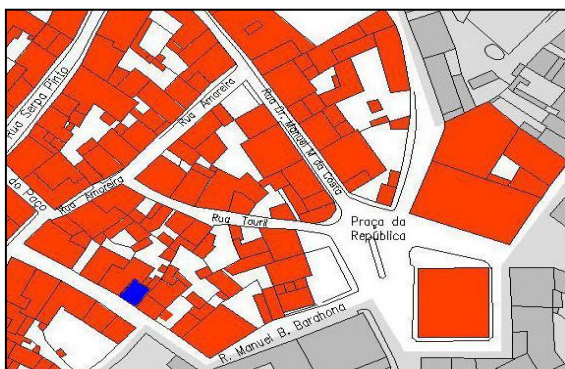 Rua Serpa Pinto
Rua Amoreira
Rua Dr. Manuel M da Costa
do Paço
Rua Amoreira
Rua Touril
Praça da
República
R. Manuel B. Barahona